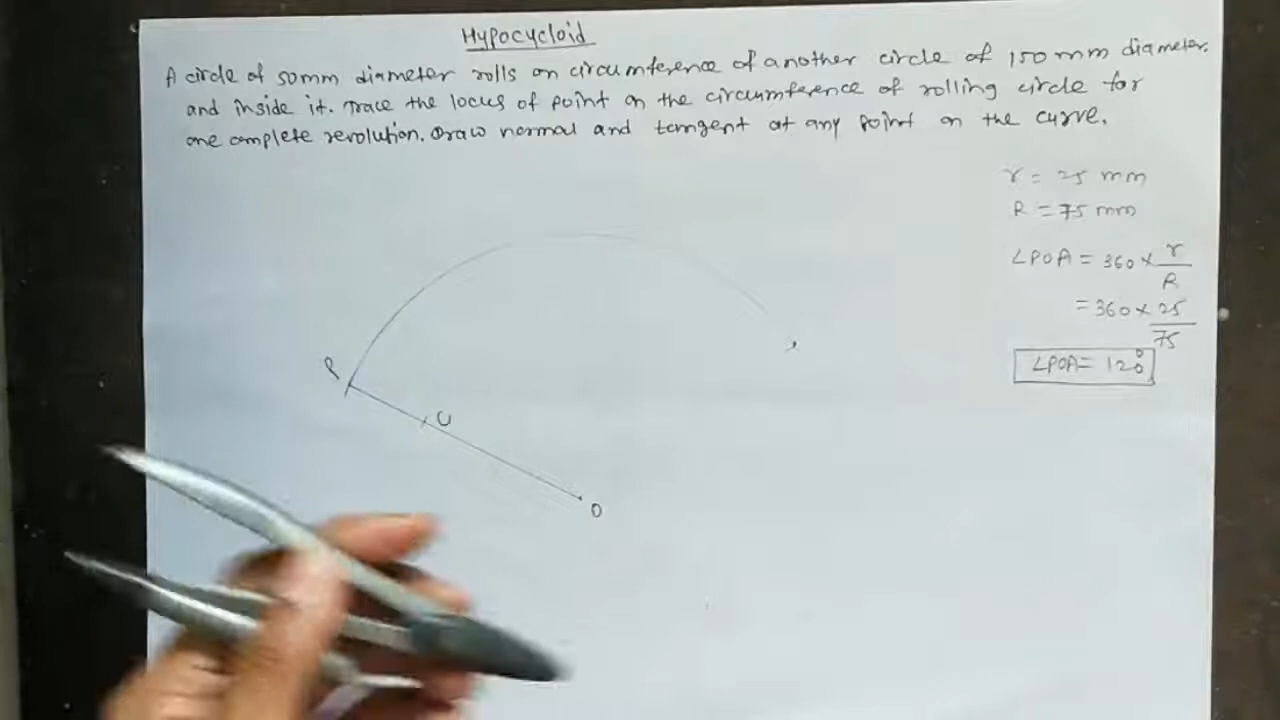 Hypocycloid
A circle of 50mm diameter rolls on circumference of another circle of 150 mm diameter.
and inside it. Trace the locus of point on the circumference of rolling circle for
one complete revolution. Draw normal and tangent at any point on the curve.
r = 25 mm
R = 75 mm
∠POA = 360 × r/R
= 360 × 25/75
∠POA = 120°
P
C
O